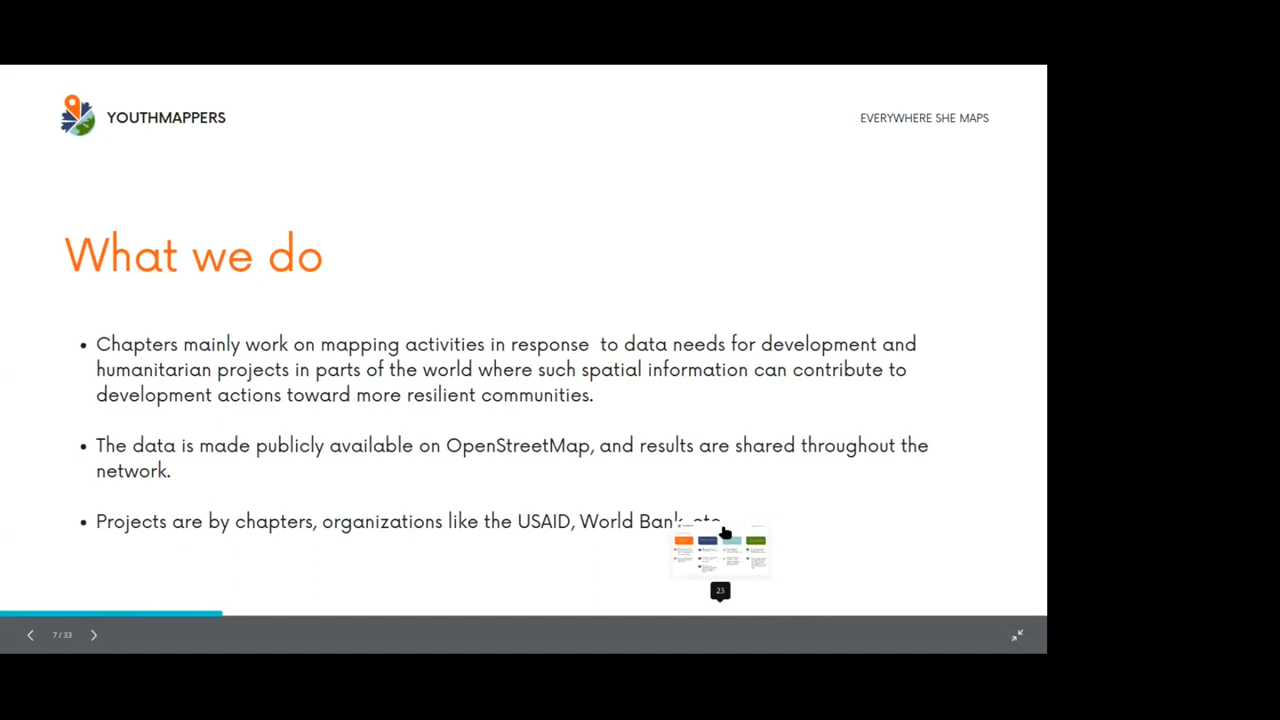 YOUTHMAPPERS
EVERYWHERE SHE MAPS
What we do
• Chapters mainly work on mapping activities in response to data needs for development and
humanitarian projects in parts of the world where such spatial information can contribute to
development actions toward more resilient communities.
• The data is made publicly available on OpenStreetMap, and results are shared throughout the
network.
• Projects are by chapters, organizations like the USAID, World Bank, etc
23
7 / 33